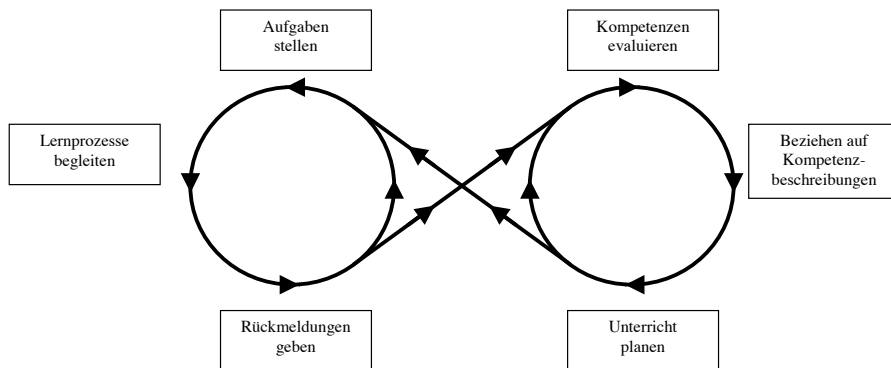 Aufgaben
stellen
Kompetenzen
evaluieren
Lernprozesse
begleiten
Beziehen auf
Kompetenz-
beschreibungen
Rückmeldungen
geben
Unterricht
planen